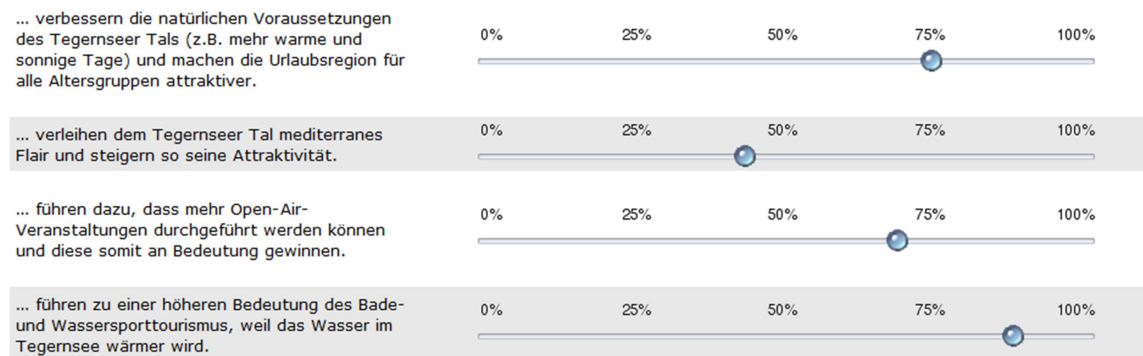 ... verbessern die natürlichen Voraussetzungen
des Tegernseer Tals (z.B. mehr warme und
sonnige Tage) und machen die Urlaubsregion für
alle Altersgruppen attraktiver.
0% 25% 50% 75% 100%
... verleihen dem Tegernseer Tal mediterranes
Flair und steigern so seine Attraktivität.
0% 25% 50% 75% 100%
... führen dazu, dass mehr Open-Air-
Veranstaltungen durchgeführt werden können
und diese somit an Bedeutung gewinnen.
0% 25% 50% 75% 100%
... führen zu einer höheren Bedeutung des Bade-
und Wassersporttourismus, weil das Wasser im
Tegernsee wärmer wird.
0% 25% 50% 75% 100%